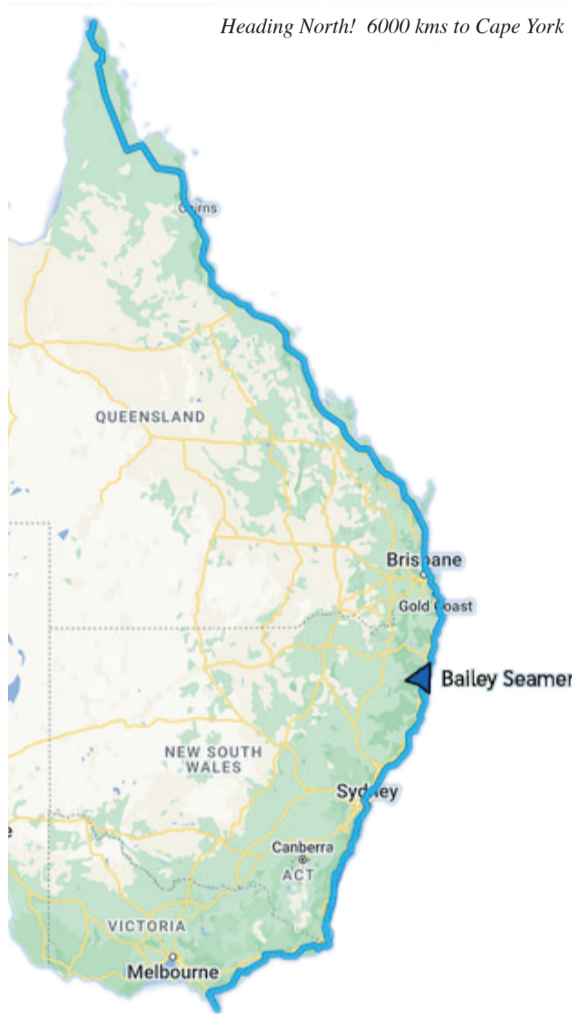 Heading North! 6000 kms to Cape York
Cairns
QUEENSLAND
Brisbane
Gold Coast
Bailey Seamer
NEW SOUTH
WALES
Sydney
Canberra
ACT
VICTORIA
Melbourne